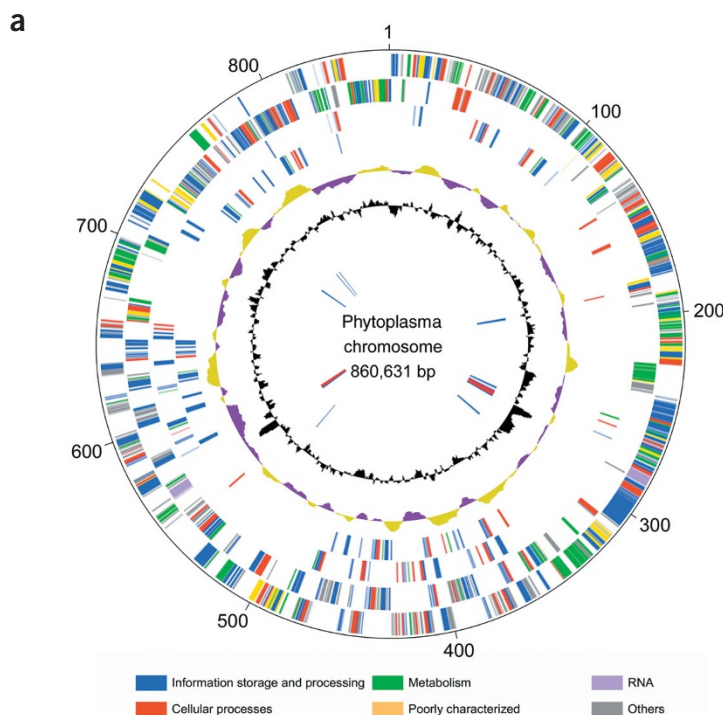 a
1
800
100
700
200
Phytoplasma
chromosome
860,631 bp
600
300
500
400
Information storage and processing
Metabolism
RNA
Cellular processes
Poorly characterized
Others